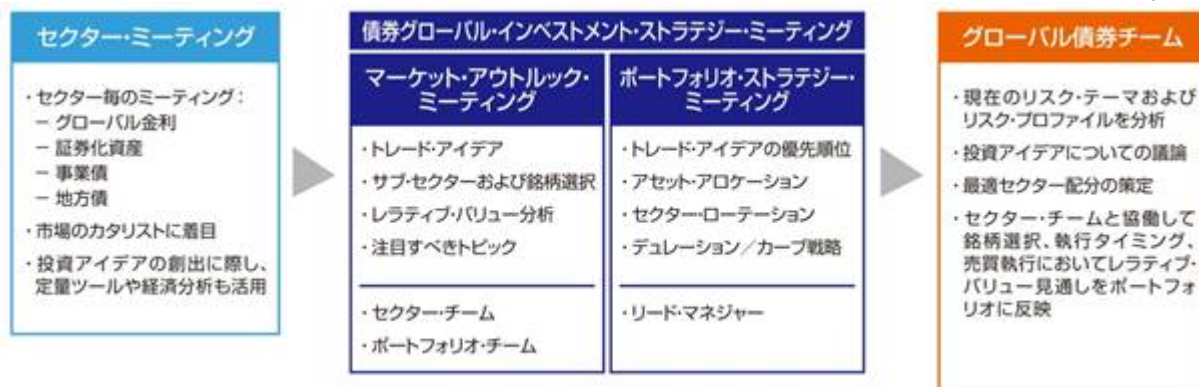 セクター・ミーティング
・セクター毎のミーティング：
－ グローバル金利
－ 証券化資産
－ 事業債
－ 地方債
・市場のカタリストに着目
・投資アイデアの創出に際し、
定量ツールや経済分析も活用
債券グローバル・インベストメント・ストラテジー・ミーティング
マーケット・アウトルック・
ミーティング
・トレード・アイデア
・サブ・セクターおよび銘柄選択
・レラティブ・バリュー分析
・注目すべきトピック
・セクター・チーム
・ポートフォリオ・チーム
ポートフォリオ・ストラテジー・
ミーティング
・トレード・アイデアの優先順位
・アセット・アロケーション
・セクター・ローテーション
・デュレーション／カーブ戦略
・リード・マネジャー
グローバル債券チーム
・現在のリスク・テーマおよび
リスク・プロファイルを分析
・投資アイデアについての議論
・最適セクター配分の策定
・セクター・チームと協働して
銘柄選択、執行タイミング、
売買執行においてレラティブ・
バリュー見通しをポートフォ
リオに反映